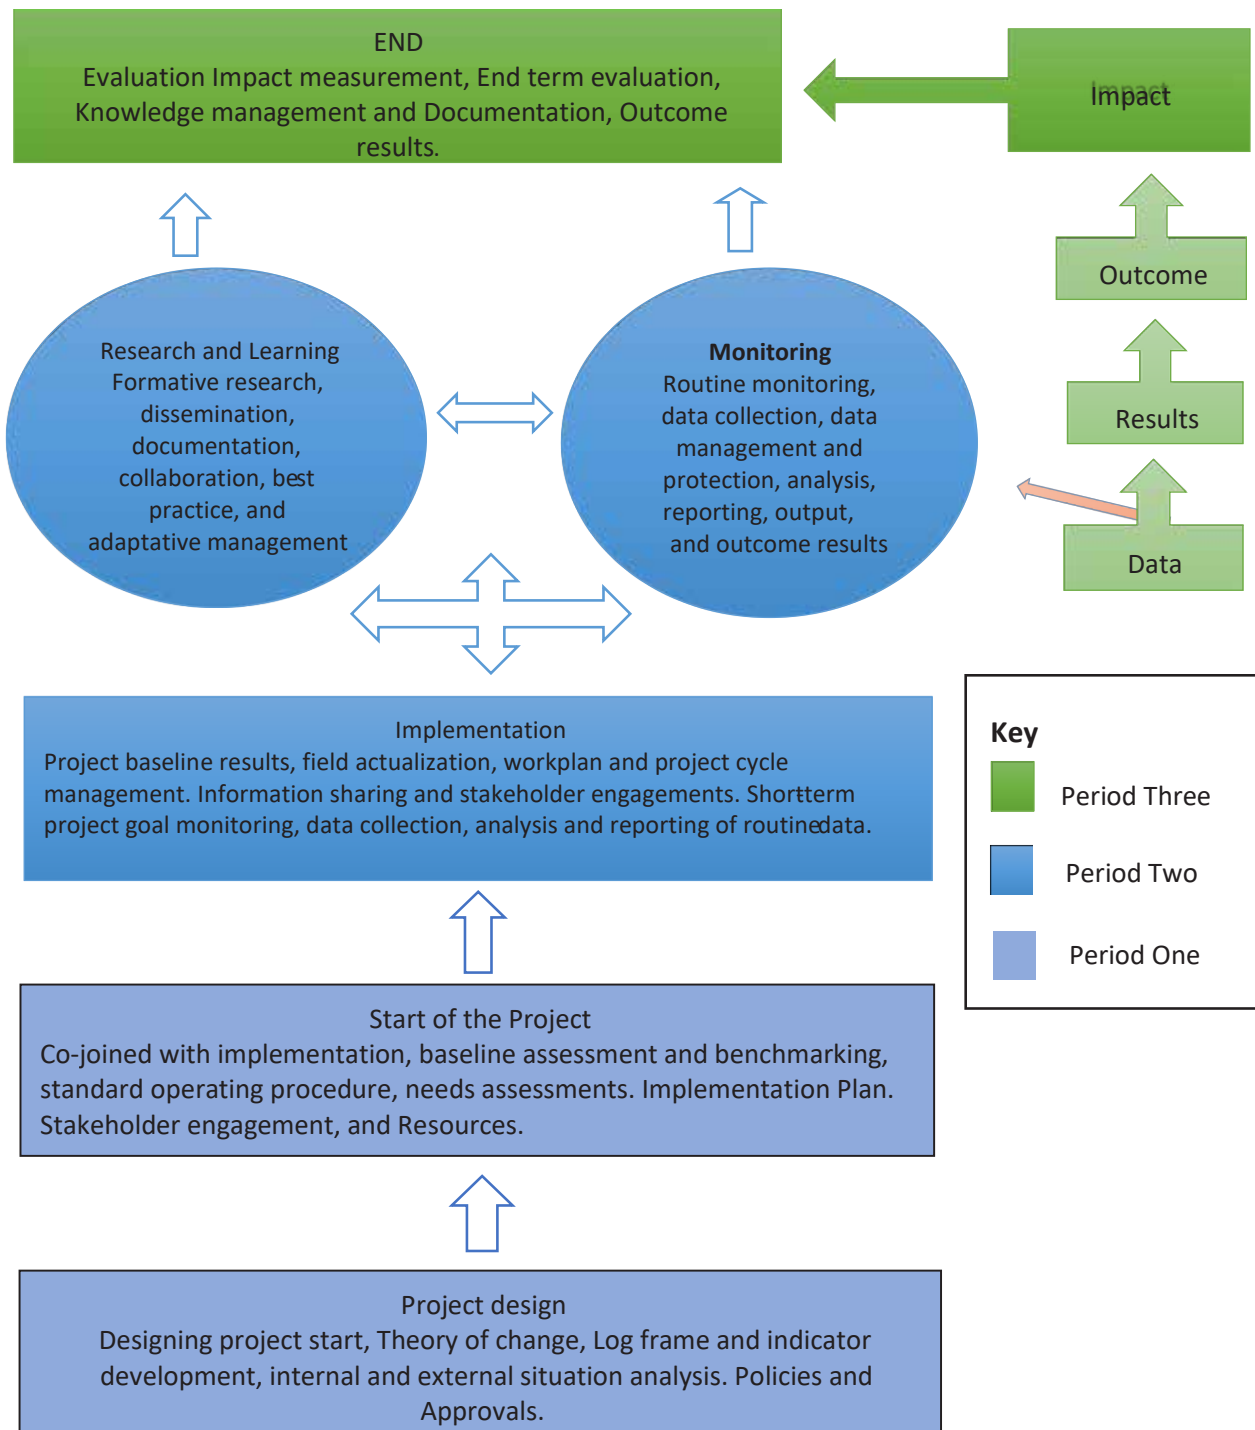 END
Evaluation Impact measurement, End term evaluation,
Knowledge management and Documentation, Outcome
results.
Impact
Outcome
Results
Data
Research and Learning
Formative research,
dissemination,
documentation,
collaboration, best
practice, and
adaptative management
Monitoring
Routine monitoring,
data collection, data
management and
protection, analysis,
reporting, output,
and outcome results
Implementation
Project baseline results, field actualization, workplan and project cycle
management. Information sharing and stakeholder engagements. Short-term
project goal monitoring, data collection, analysis and reporting of routinedata.
Key
Period Three
Period Two
Period One
Start of the Project
Co-joined with implementation, baseline assessment and benchmarking,
standard operating procedure, needs assessments. Implementation Plan.
Stakeholder engagement, and Resources.
Project design
Designing project start, Theory of change, Log frame and indicator
development, internal and external situation analysis. Policies and
Approvals.